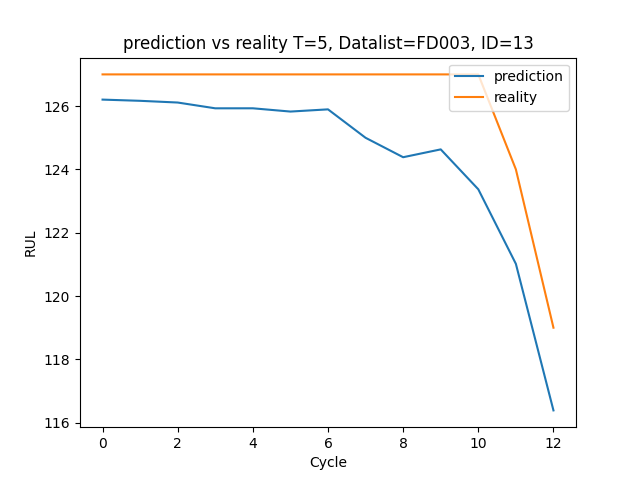 prediction vs reality T=5, Datalist=FD003, ID=13
prediction
reality
RUL
126
124
122
120
118
116
0 2 4 6 8 10 12
Cycle